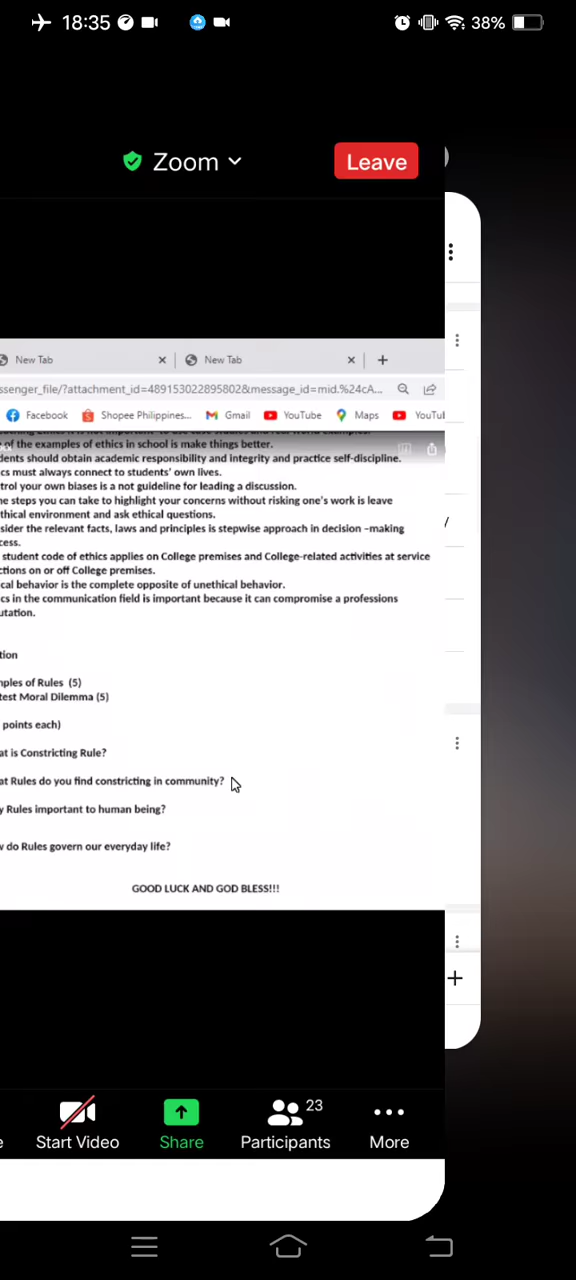 18:35
38%
Zoom
Leave
New Tab
New Tab
ssenger_file/?attachment_id=489153022895802&message_id=mid.%24cA...
Facebook
Shopee Philippines...
Gmail
YouTube
Maps
YouTu
of the examples of ethics in school is make things better.
dents should obtain academic responsibility and integrity and practice self-discipline.
cs must always connect to students' own lives.
trol your own biases is a not guideline for leading a discussion.
ne steps you can take to highlight your concerns without risking one's work is leave
thical environment and ask ethical questions.
sider the relevant facts, laws and principles is stepwise approach in decision –making
cess.
student code of ethics applies on College premises and College-related activities at service
ctions on or off College premises.
cal behavior is the complete opposite of unethical behavior.
cs in the communication field is important because it can compromise a professions
utation.
tion
nples of Rules (5)
test Moral Dilemma (5)
points each)
at is Constricting Rule?
at Rules do you find constricting in community?
y Rules important to human being?
v do Rules govern our everyday life?
GOOD LUCK AND GOD BLESS!!!
e
Start Video
Share
Participants
23
More